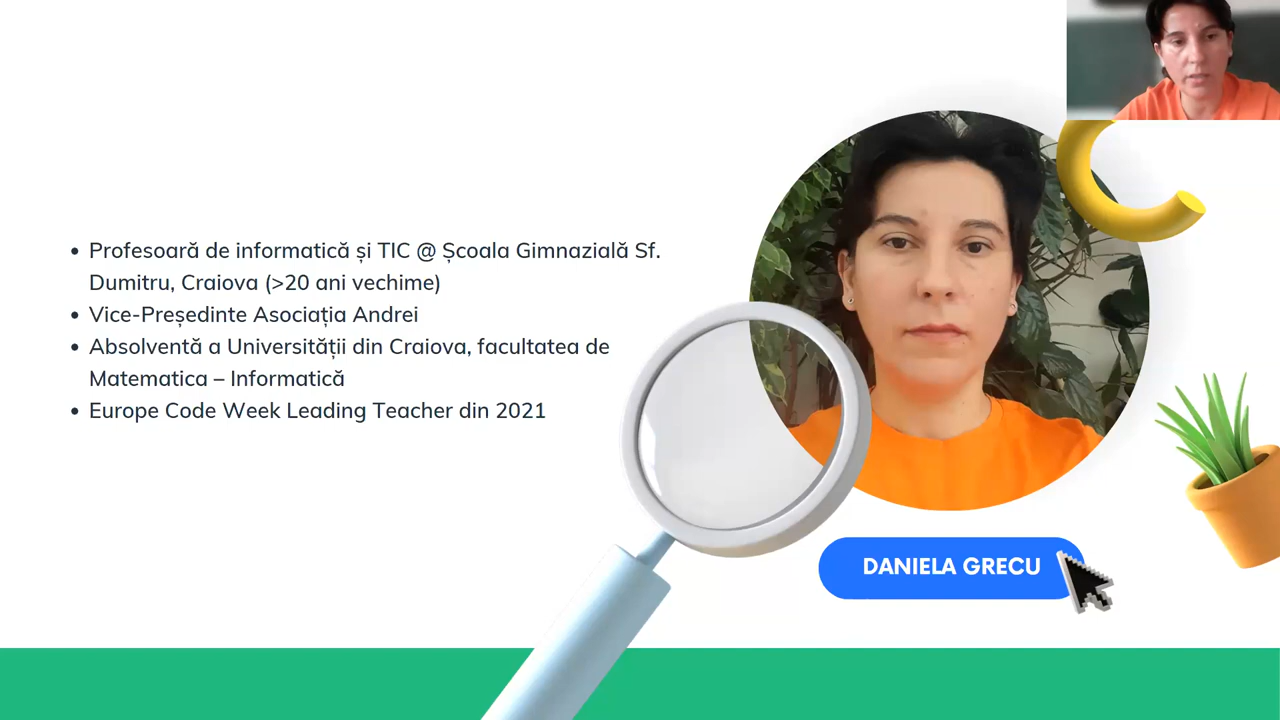 • Profesoară de informatică și TIC @ Școala Gimnazială Sf.
Dumitru, Craiova (>20 ani vechime)
• Vice-Președinte Asociația Andrei
• Absolventă a Universității din Craiova, facultatea de
Matematica – Informatică
• Europe Code Week Leading Teacher din 2021
DANIELA GRECU